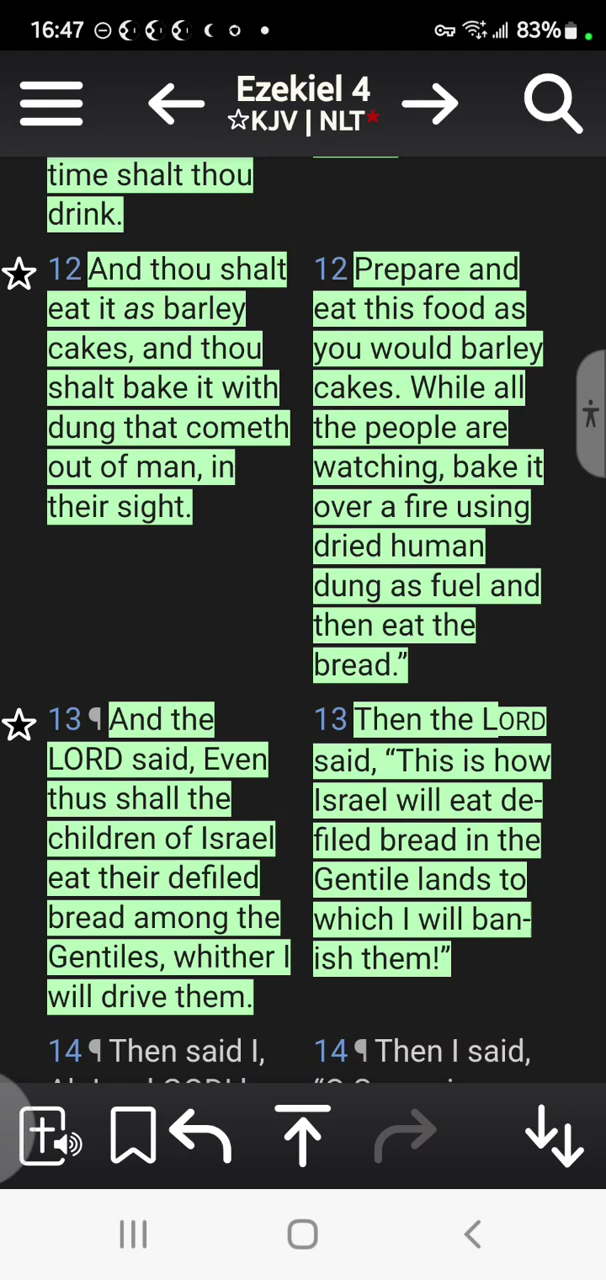 16:47 83%
Ezekiel 4
☆KJV | NLT*
time shalt thou
drink.
12 And thou shalt
eat it as barley
cakes, and thou
shalt bake it with
dung that cometh
out of man, in
their sight.
13 ¶ And the
LORD said, Even
thus shall the
children of Israel
eat their defiled
bread among the
Gentiles, whither I
will drive them.
14 ¶ Then said I,
12 Prepare and
eat this food as
you would barley
cakes. While all
the people are
watching, bake it
over a fire using
dried human
dung as fuel and
then eat the
bread.”
13 Then the LORD
said, “This is how
Israel will eat de-
filed bread in the
Gentile lands to
which I will ban-
ish them!”
14 ¶ Then I said,